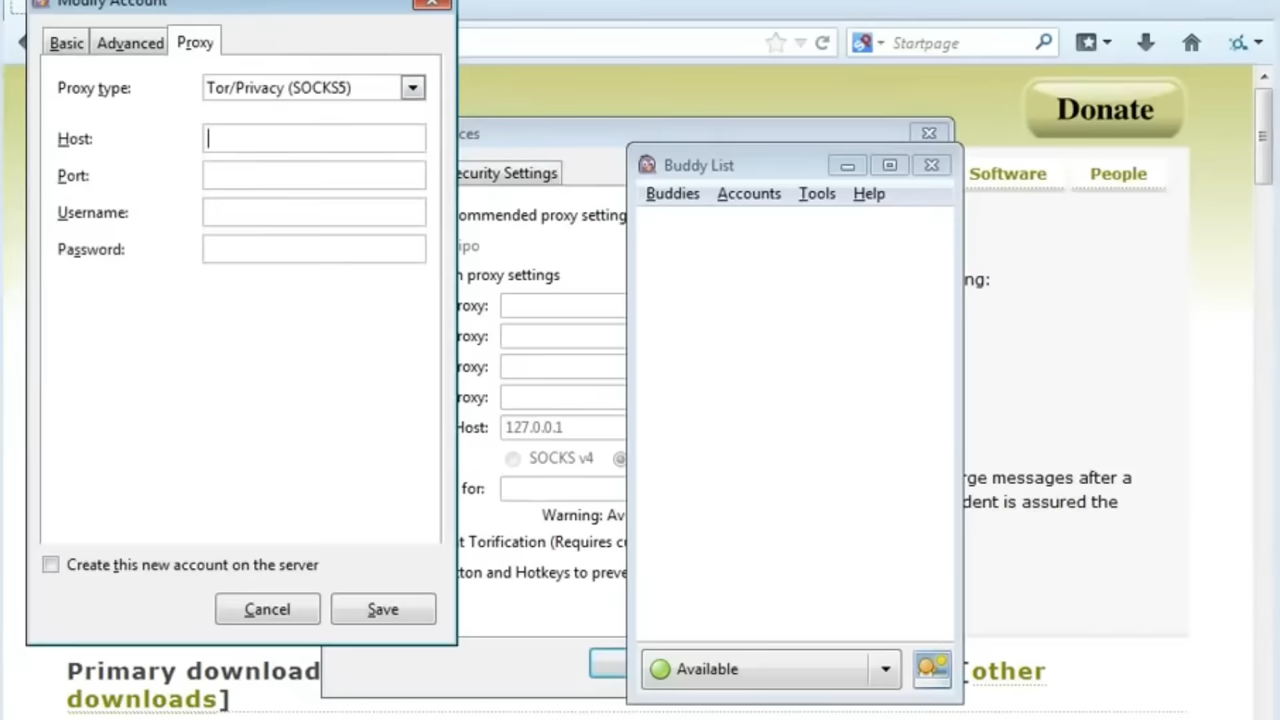 Modify Account
Basic
Advanced
Proxy
Startpage
Proxy type:
Tor/Privacy (SOCKS5)
Host:
Port:
Username:
Password:
Create this new account on the server
Cancel
Save
Donate
Software
People
ces
ecurity Settings
ommended proxy setting
ipo
n proxy settings
roxy:
roxy:
roxy:
roxy:
Host:
127.0.0.1
SOCKS v4
for:
Warning: Av
t Torification (Requires cu
tton and Hotkeys to preve
Buddy List
Buddies
Accounts
Tools
Help
Available
ng:
rge messages after a
dent is assured the
Primary download
[other
downloads]